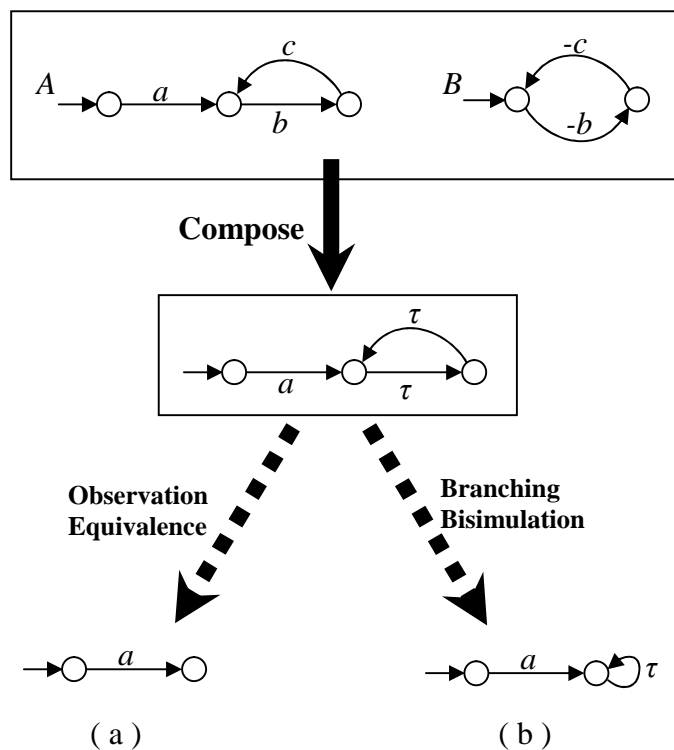 c
-c
A
a
b
B
-b
Compose
τ
a
τ
Observation
Equivalence
Branching
Bisimulation
a
a
τ
( a )
( b )